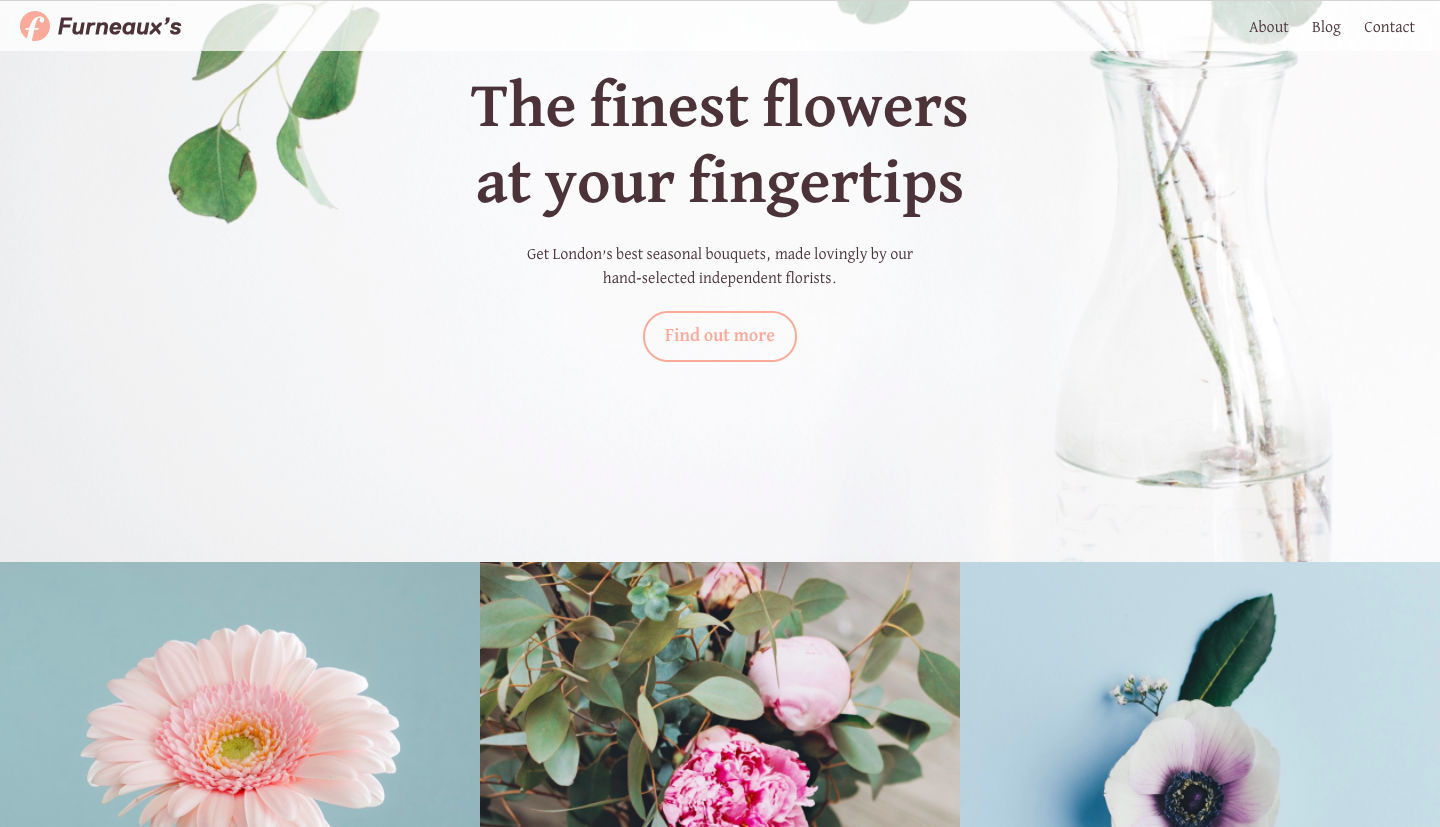 f Furneaux's
About Blog Contact
The finest flowers
at your fingertips
Get London's best seasonal bouquets, made lovingly by our
hand-selected independent florists.
Find out more